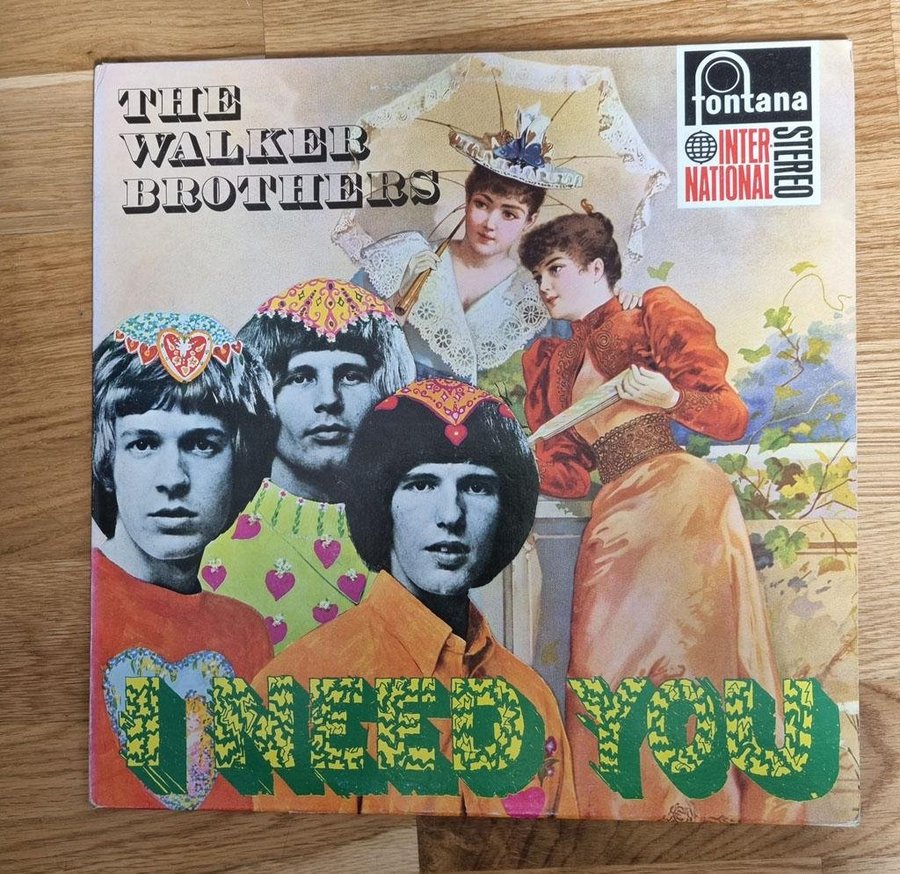 THE
WALKER
BROTHERS
fontana
INTER-
NATIONAL
STEREO
I NEED YOU